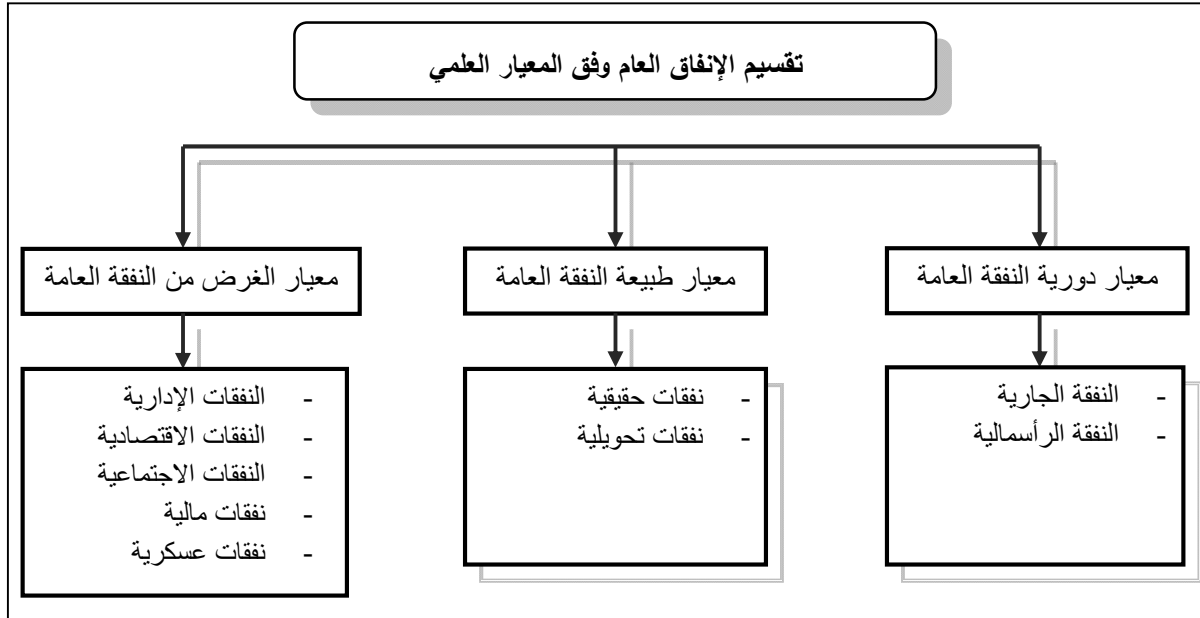 تقسيم الإنفاق العام وفق المعيار العلمي
معيار دورية النفقة العامة
معيار طبيعة النفقة العامة
معيار الغرض من النفقة العامة
- النفقة الجارية
- النفقة الرأسمالية
- نفقات حقيقية
- نفقات تحويلية
- النفقات الإدارية
- النفقات الاقتصادية
- النفقات الاجتماعية
- نفقات مالية
- نفقات عسكرية